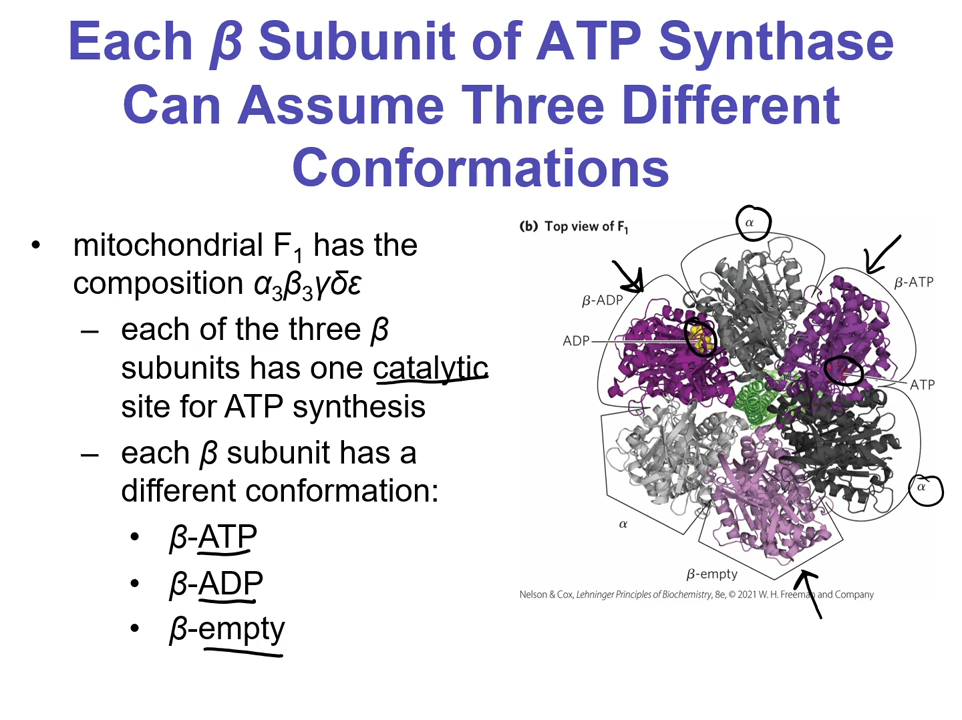 Each β Subunit of ATP Synthase
Can Assume Three Different
Conformations
• mitochondrial F₁ has the
composition α₃β₃γδε
– each of the three β
subunits has one catalytic
site for ATP synthesis
– each β subunit has a
different conformation:
• β-ATP
• β-ADP
• β-empty
(b) Top view of F₁
α
β-ADP
β-ATP
ADP
ATP
α
α
β-empty
Nelson & Cox, Lehninger Principles of Biochemistry, 8e, © 2021 W. H. Freeman and Company